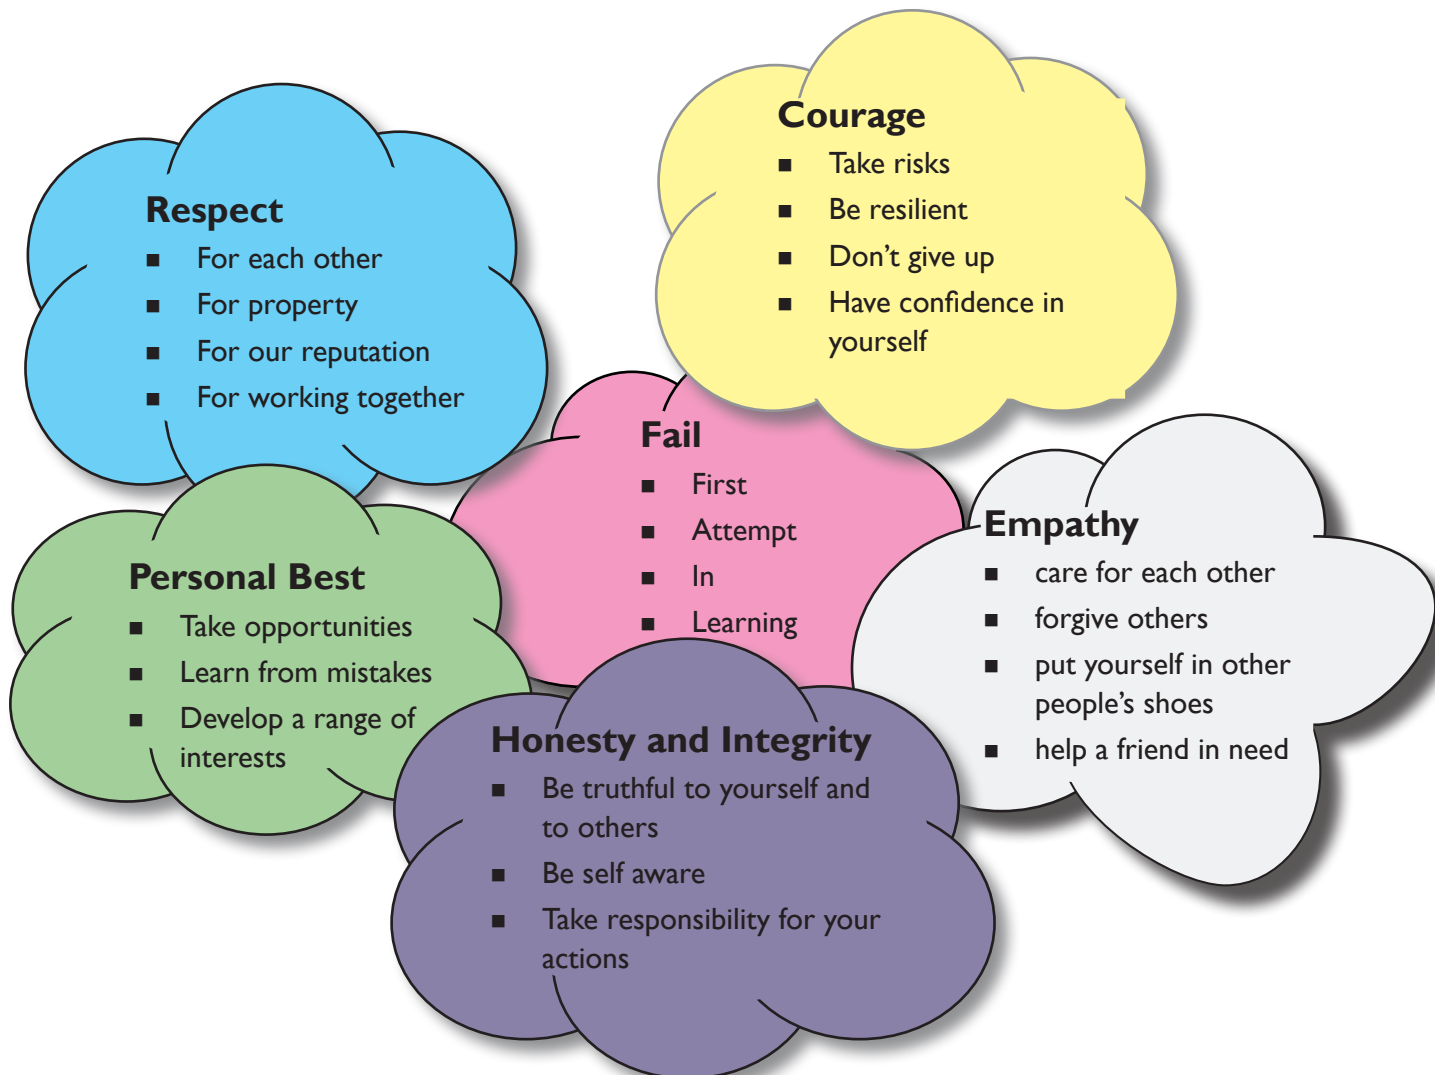 Respect
■ For each other
■ For property
■ For our reputation
■ For working together
Courage
■ Take risks
■ Be resilient
■ Don't give up
■ Have confidence in
yourself
Fail
■ First
■ Attempt
■ In
■ Learning
Personal Best
■ Take opportunities
■ Learn from mistakes
■ Develop a range of
interests
Empathy
■ care for each other
■ forgive others
■ put yourself in other
people's shoes
■ help a friend in need
Honesty and Integrity
■ Be truthful to yourself and
to others
■ Be self aware
■ Take responsibility for your
actions